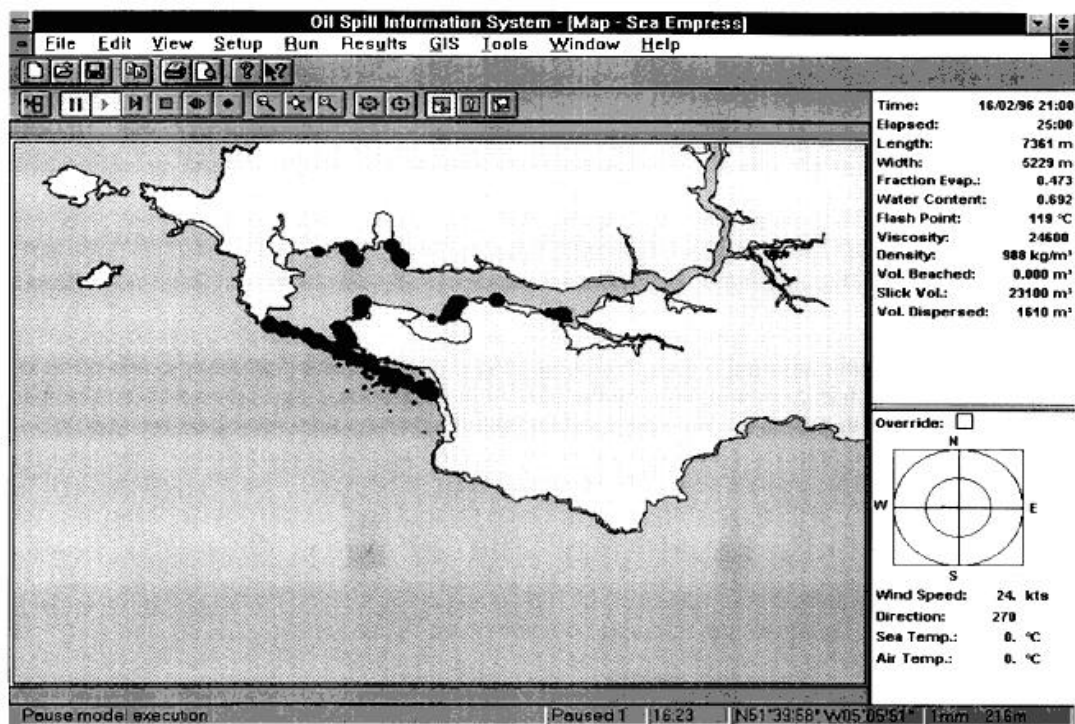 Oil Spill Information System - [Map - Sea Empress]
File Edit View Setup Run Results GIS Tools Window Help
Time: 16/02/96 21:00
Elapsed: 25:00
Length: 7361 m
Width: 5229 m
Fraction Evap.: 0.473
Water Content: 0.692
Flash Point: 119 °C
Viscosity: 24600
Density: 988 kg/m³
Vol. Beached: 0.000 m³
Slick Vol.: 23100 m³
Vol. Dispersed: 1610 m³
Override:
N
W E
S
Wind Speed: 24. kts
Direction: 270
Sea Temp.: 0. °C
Air Temp.: 0. °C
Pause model execution Paused 1 16:23 N51°39'58" W05°05'51" 1mm 216m